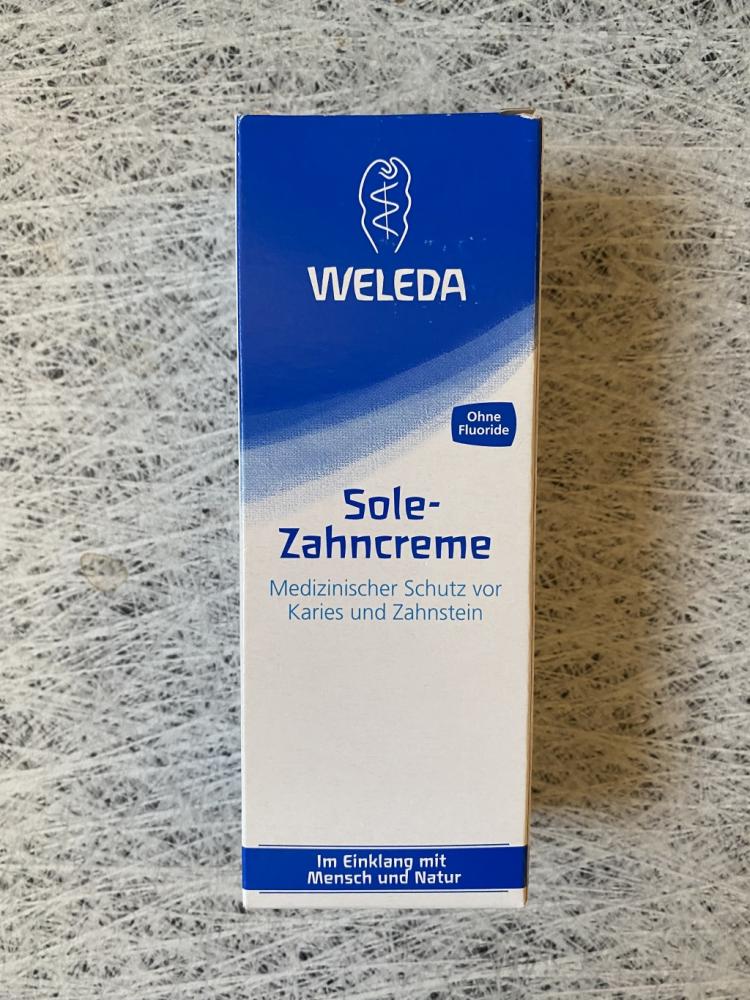 WELEDA
Ohne
Fluoride
Sole-
Zahncreme
Medizinischer Schutz vor
Karies und Zahnstein
Im Einklang mit
Mensch und Natur